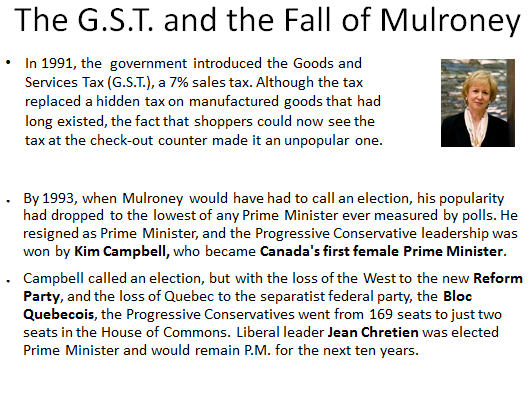 The G.S.T. and the Fall of Mulroney
• In 1991, the government introduced the Goods and
Services Tax (G.S.T.), a 7% sales tax. Although the tax
replaced a hidden tax on manufactured goods that had
long existed, the fact that shoppers could now see the
tax at the check-out counter made it an unpopular one.
• By 1993, when Mulroney would have had to call an election, his popularity
had dropped to the lowest of any Prime Minister ever measured by polls. He
resigned as Prime Minister, and the Progressive Conservative leadership was
won by Kim Campbell, who became Canada's first female Prime Minister.
• Campbell called an election, but with the loss of the West to the new Reform
Party, and the loss of Quebec to the separatist federal party, the Bloc
Quebecois, the Progressive Conservatives went from 169 seats to just two
seats in the House of Commons. Liberal leader Jean Chretien was elected
Prime Minister and would remain P.M. for the next ten years.